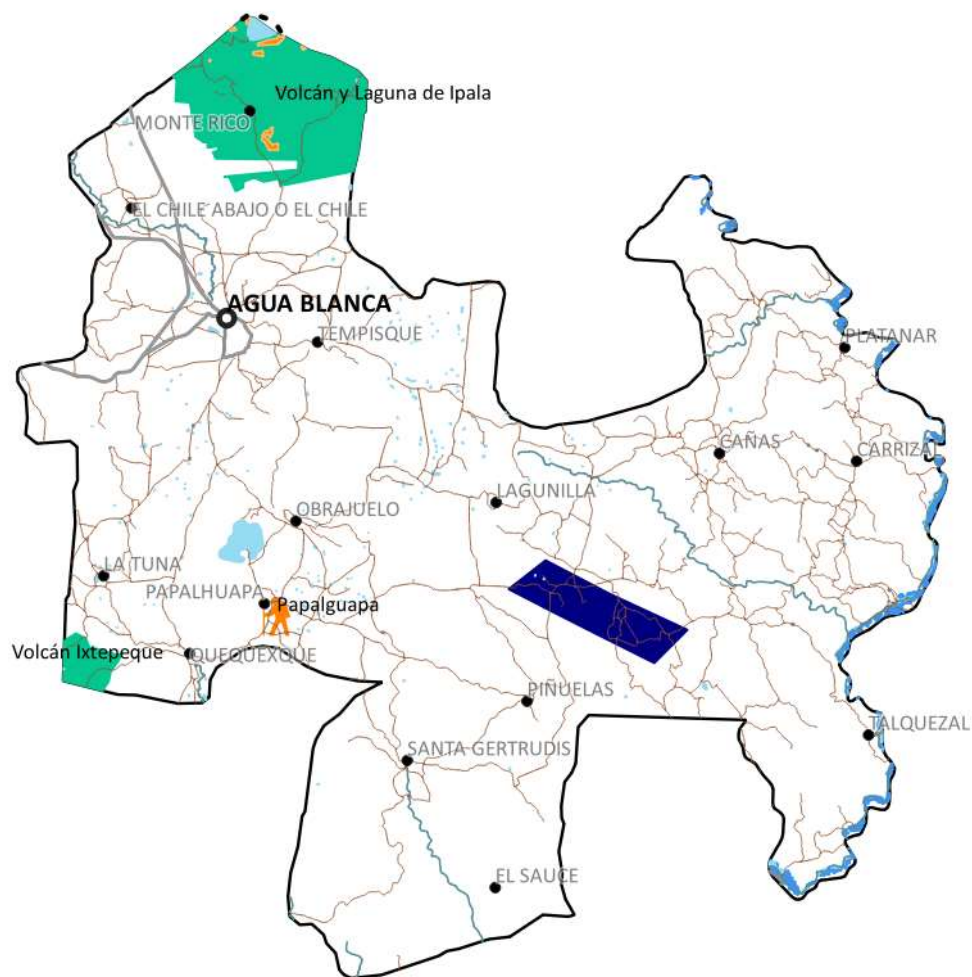 Volcán y Laguna de Ipala
MONTE RICO
EL CHILE ABAJO O EL CHILE
AGUA BLANCA
TEMPISQUE
PLATANAR
CAÑAS
CARRIZAL
LAGUNILLA
OBRAJUELO
LA TUNA
PAPALHUAPA
Papalguapa
Volcán Ixtepeque
QUEQUEXQUE
PIÑUELAS
TALQUEZAL
SANTA GERTRUDIS
EL SAUCE